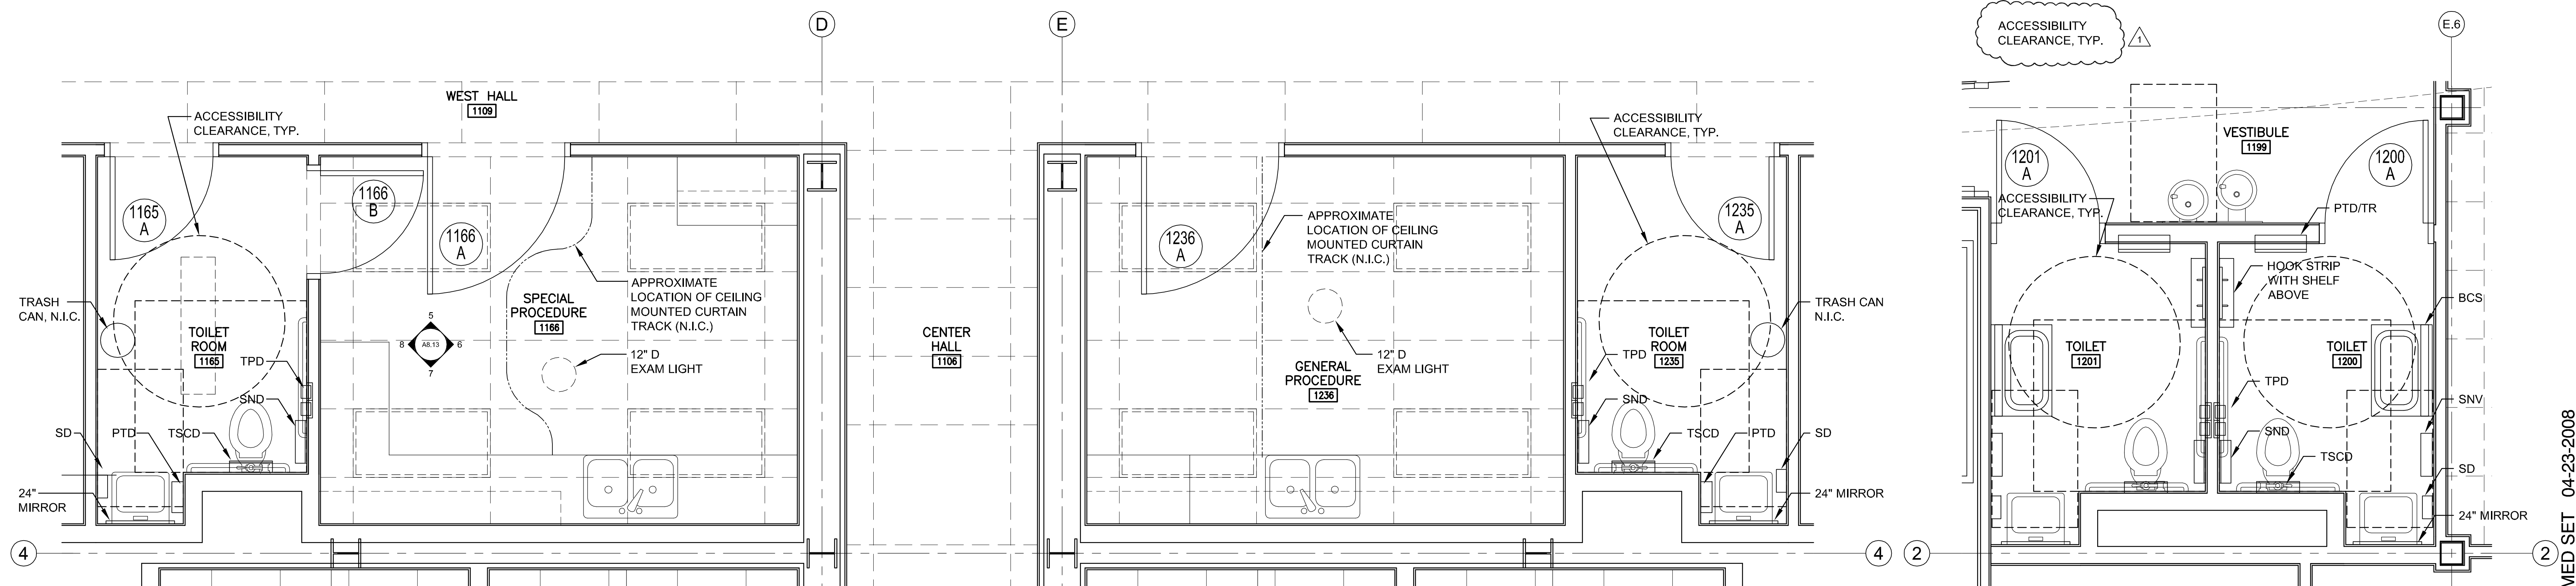 D
E
E.6
ACCESSIBILITY
CLEARANCE, TYP.
1
WEST HALL
1109
ACCESSIBILITY
CLEARANCE, TYP.
1165
A
1166
B
1166
A
APPROXIMATE
LOCATION OF CEILING
MOUNTED CURTAIN
TRACK (N.I.C.)
SPECIAL
PROCEDURE
1166
5
8
A8.13
6
7
12" D
EXAM LIGHT
TRASH
CAN, N.I.C.
TOILET
ROOM
1165
TPD
SND
SD
PTD
TSCD
24"
MIRROR
4
CENTER
HALL
1106
1236
A
APPROXIMATE
LOCATION OF CEILING
MOUNTED CURTAIN
TRACK (N.I.C.)
12" D
EXAM LIGHT
GENERAL
PROCEDURE
1236
ACCESSIBILITY
CLEARANCE, TYP.
1235
A
TRASH CAN
N.I.C.
TOILET
ROOM
1235
TPD
SND
TSCD
PTD
SD
24" MIRROR
4
VESTIBULE
1199
1201
A
1200
A
ACCESSIBILITY
CLEARANCE, TYP.
PTD/TR
HOOK STRIP
WITH SHELF
ABOVE
BCS
TOILET
1201
TOILET
1200
TPD
SNV
SND
TSCD
SD
24" MIRROR
2
2
MED SET 04-23-2008